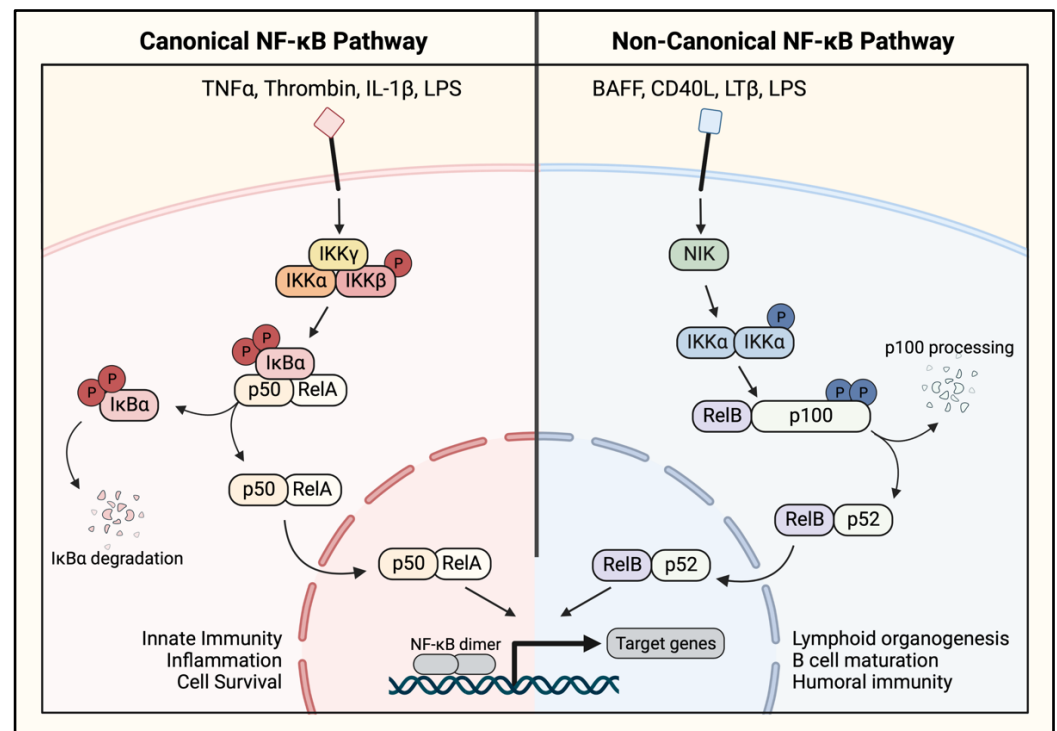 Canonical NF-κB Pathway
TNFα, Thrombin, IL-1β, LPS
IKKγ
IKKα
IKKβ
P
P
P
IκBα
p50
RelA
P
P
IκBα
IκBα degradation
p50
RelA
p50
RelA
Innate Immunity
Inflammation
Cell Survival
Non-Canonical NF-κB Pathway
BAFF, CD40L, LTβ, LPS
NIK
P
IKKα
IKKα
p100 processing
P
P
RelB
p100
RelB
p52
RelB
p52
NF-κB dimer
Target genes
Lymphoid organogenesis
B cell maturation
Humoral immunity